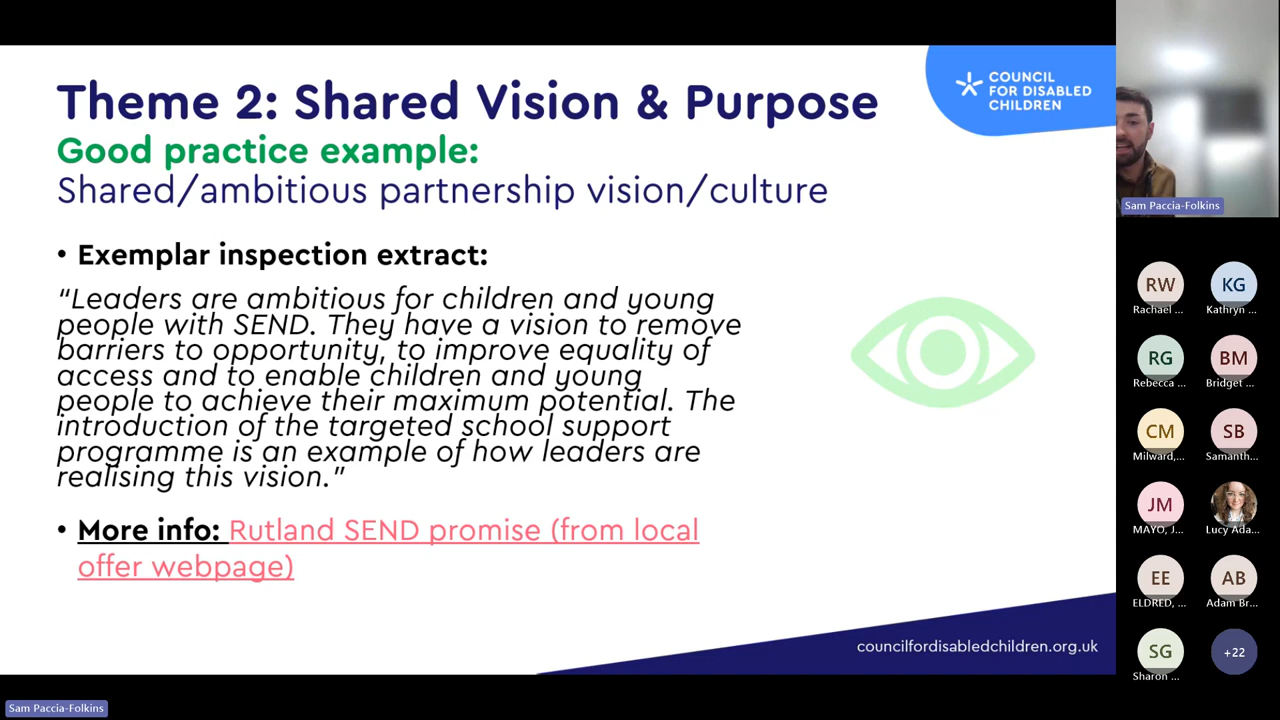 Theme 2: Shared Vision & Purpose
Good practice example:
Shared/ambitious partnership vision/culture
• Exemplar inspection extract:
“Leaders are ambitious for children and young
people with SEND. They have a vision to remove
barriers to opportunity, to improve equality of
access and to enable children and young
people to achieve their maximum potential. The
introduction of the targeted school support
programme is an example of how leaders are
realising this vision.”
• More info: Rutland SEND promise (from local
offer webpage)
councilfordisabledchildren.org.uk
COUNCIL
FOR DISABLED
CHILDREN
Sam Paccia-Folkins
RW
Rachael ...
KG
Kathryn ...
RG
Rebecca ...
BM
Bridget ...
CM
Milward,...
SB
Samanth...
JM
MAYO, J...
Lucy Ada...
EE
ELDRED, ...
AB
Adam Br...
SG
Sharon ...
+22
Sam Paccia-Folkins